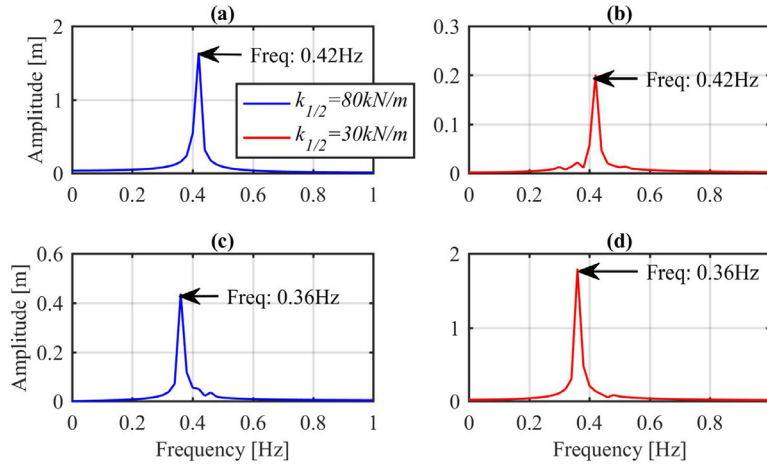 (a)
2
1
0
0 0.2 0.4 0.6 0.8 1
Amplitude [m]
Freq: 0.42Hz
k1/2=80kN/m
k1/2=30kN/m
(b)
0.3
0.2
0.1
0
0 0.2 0.4 0.6 0.8
Freq: 0.42Hz
(c)
0.6
0.4
0.2
0
0 0.2 0.4 0.6 0.8 1
Amplitude [m]
Frequency [Hz]
Freq: 0.36Hz
(d)
2
1
0
0 0.2 0.4 0.6 0.8
Frequency [Hz]
Freq: 0.36Hz